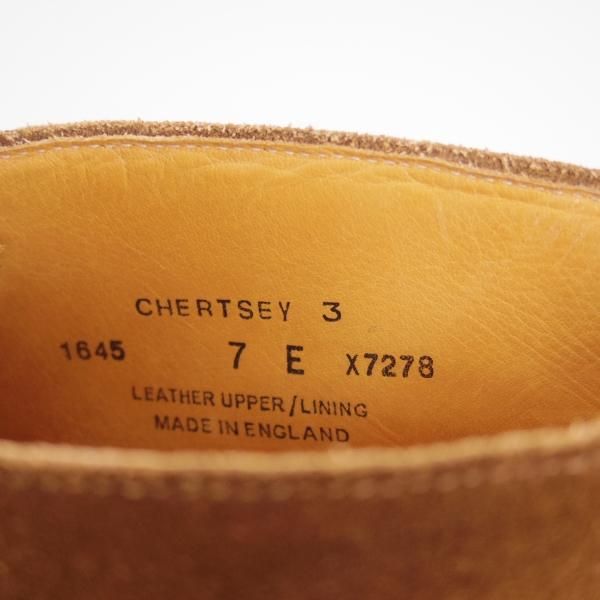 CHERTSEY 3
1645 7 E X7278
LEATHER UPPER/LINING
MADE IN ENGLAND